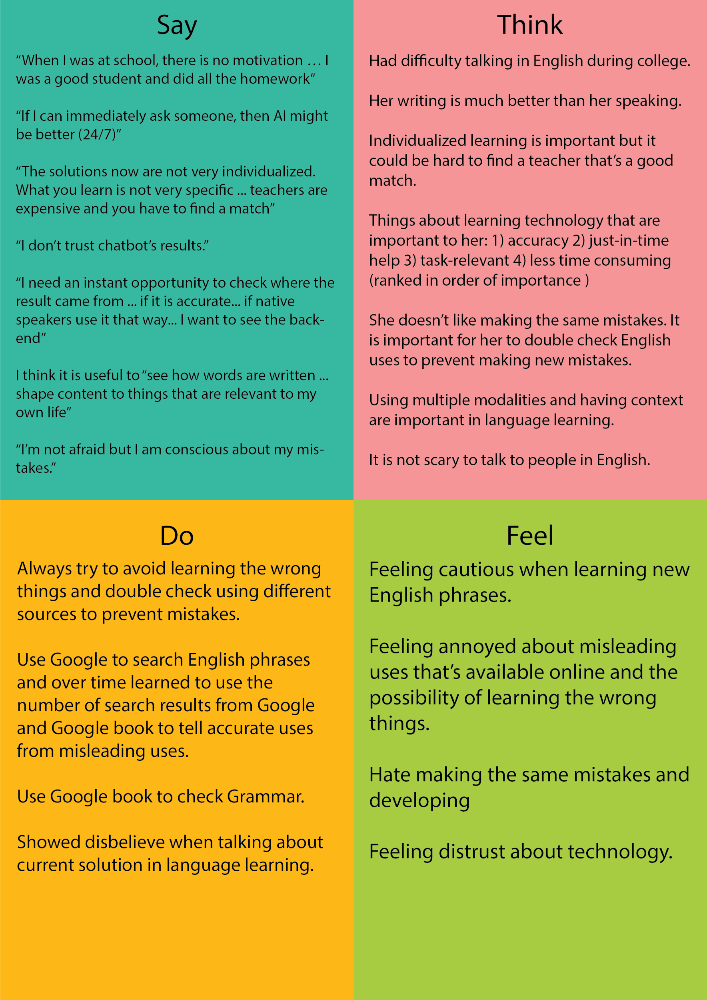 Say
“When I was at school, there is no motivation … I
was a good student and did all the homework”
“If I can immediately ask someone, then AI might
be better (24/7)”
“The solutions now are not very individualized.
What you learn is not very specific ... teachers are
expensive and you have to find a match”
“I don’t trust chatbot’s results.”
“I need an instant opportunity to check where the
result came from ... if it is accurate... if native
speakers use it that way... I want to see the back-
end”
I think it is useful to “see how words are written ...
shape content to things that are relevant to my
own life”
“I’m not afraid but I am conscious about my mis-
takes.”
Think
Had difficulty talking in English during college.
Her writing is much better than her speaking.
Individualized learning is important but it
could be hard to find a teacher that’s a good
match.
Things about learning technology that are
important to her: 1) accuracy 2) just-in-time
help 3) task-relevant 4) less time consuming
(ranked in order of importance )
She doesn’t like making the same mistakes. It
is important for her to double check English
uses to prevent making new mistakes.
Using multiple modalities and having context
are important in language learning.
It is not scary to talk to people in English.
Do
Always try to avoid learning the wrong
things and double check using different
sources to prevent mistakes.
Use Google to search English phrases
and over time learned to use the
number of search results from Google
and Google book to tell accurate uses
from misleading uses.
Use Google book to check Grammar.
Showed disbelieve when talking about
current solution in language learning.
Feel
Feeling cautious when learning new
English phrases.
Feeling annoyed about misleading
uses that’s available online and the
possibility of learning the wrong
things.
Hate making the same mistakes and
developing
Feeling distrust about technology.